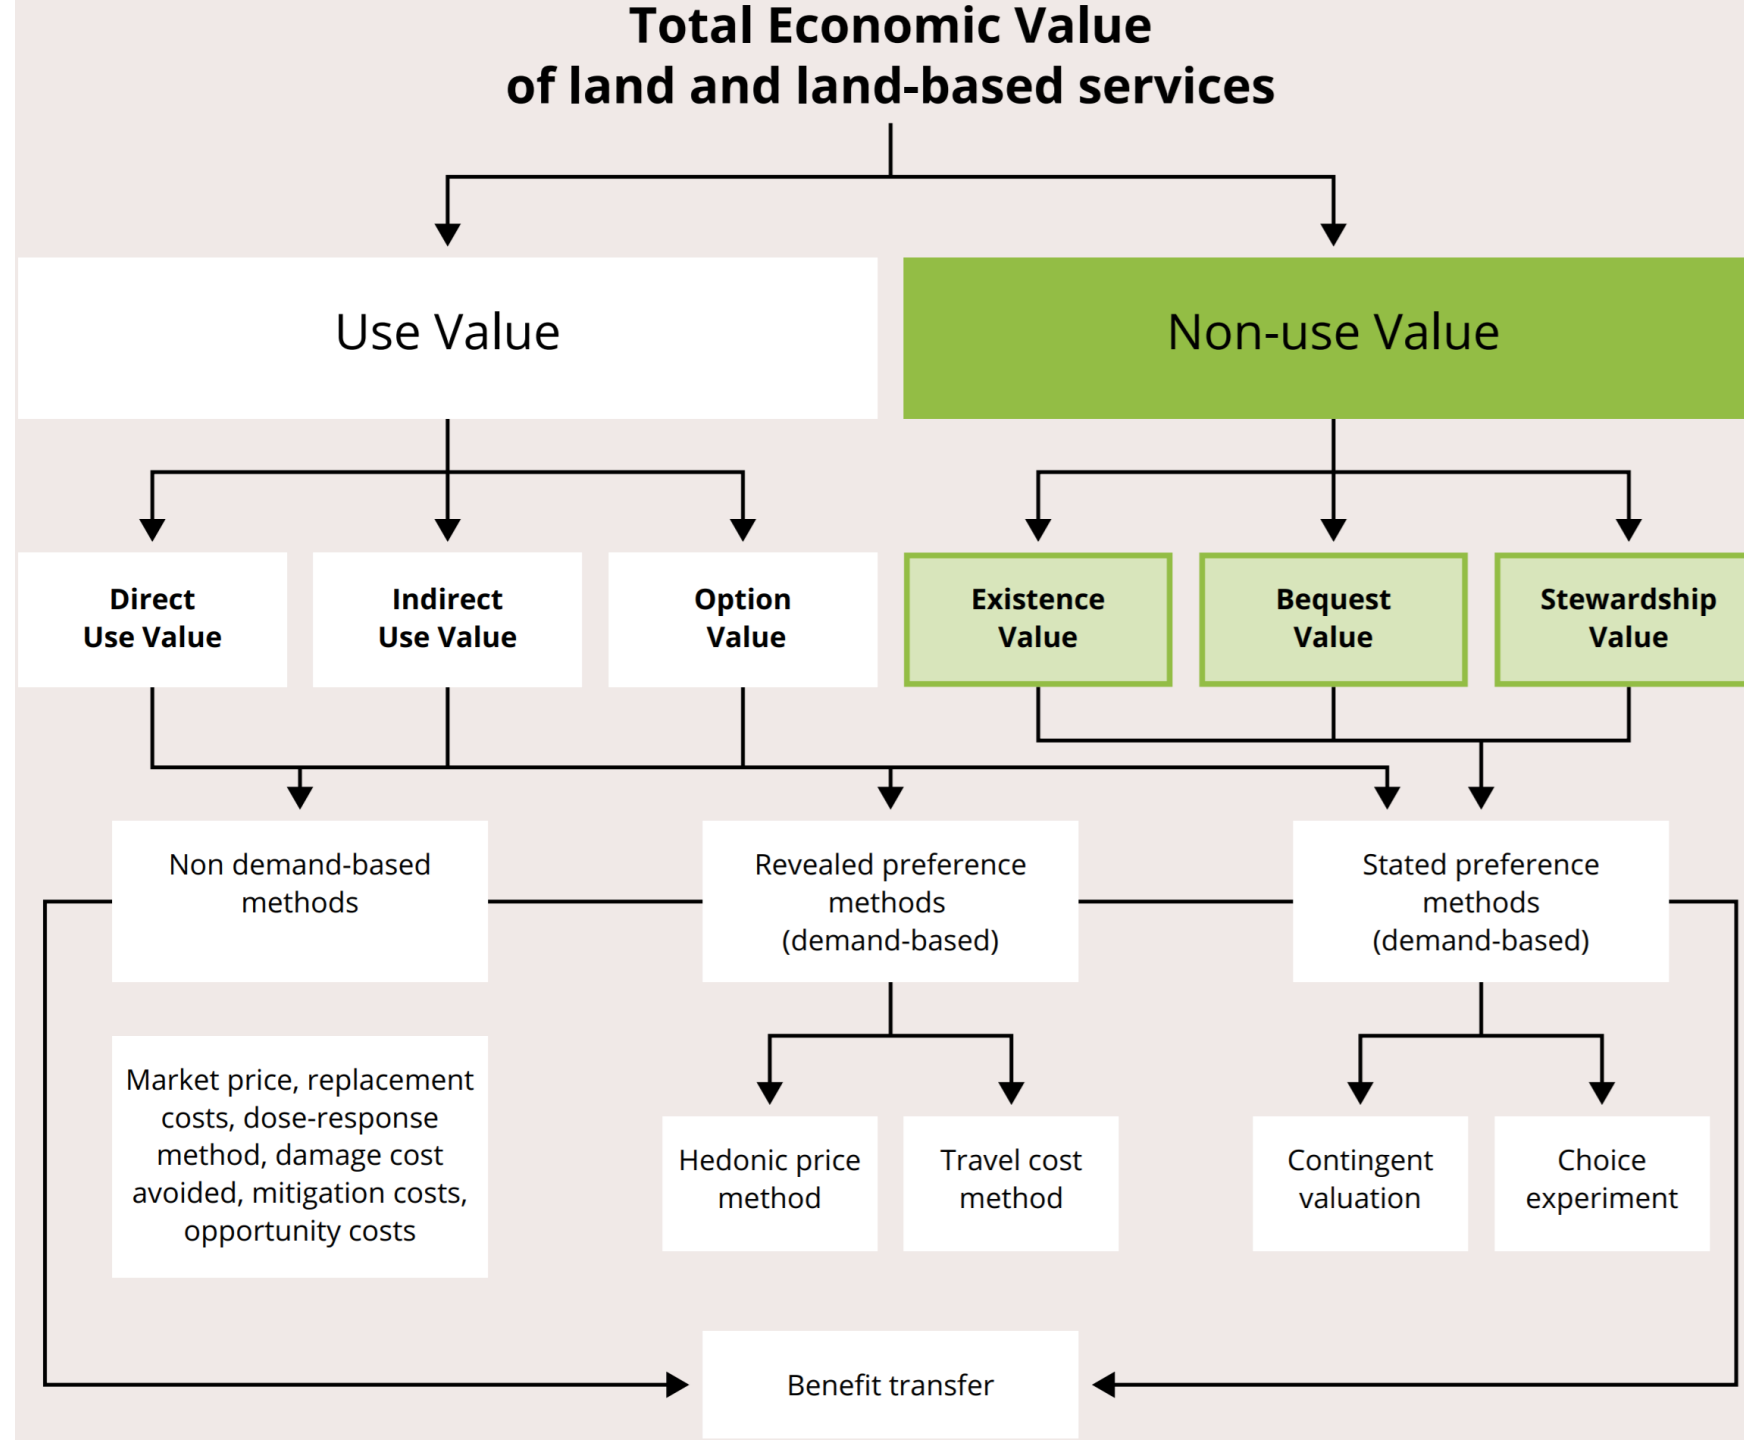 Total Economic Value
of land and land-based services
Use Value
Non-use Value
Direct
Use Value
Indirect
Use Value
Option
Value
Existence
Value
Bequest
Value
Stewardship
Value
Non demand-based
methods
Revealed preference
methods
(demand-based)
Stated preference
methods
(demand-based)
Market price, replacement
costs, dose-response
method, damage cost
avoided, mitigation costs,
opportunity costs
Hedonic price
method
Travel cost
method
Contingent
valuation
Choice
experiment
Benefit transfer